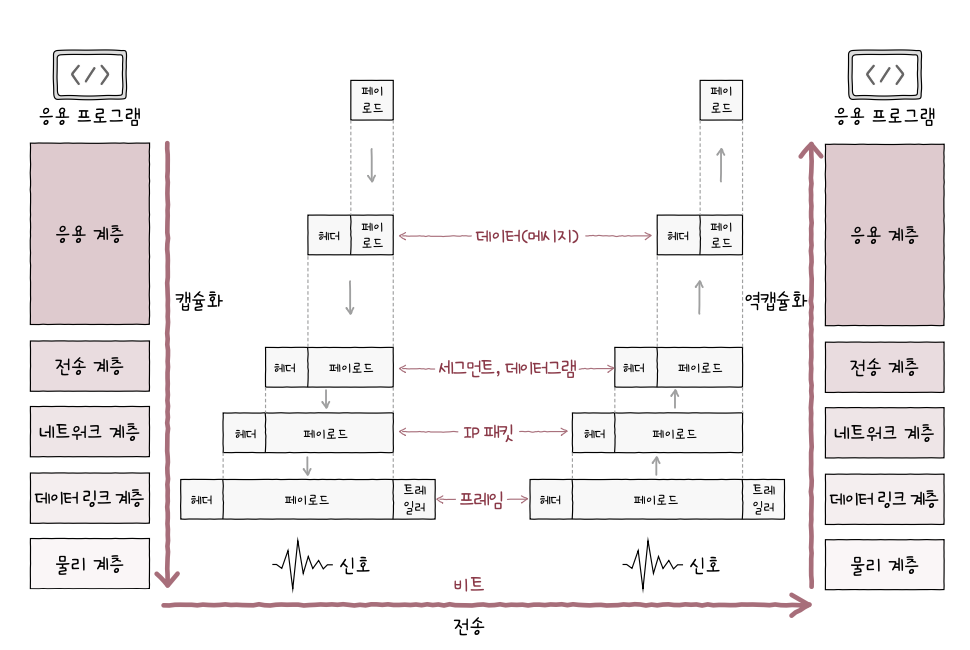 </>
응용 프로그램
</>
응용 프로그램
페이
로드
페이
로드
응용 계층
헤더
페이
로드
데이터(메시지)
헤더
페이
로드
응용 계층
캡슐화
역캡슐화
전송 계층
헤더
페이로드
세그먼트, 데이터그램
헤더
페이로드
전송 계층
네트워크 계층
헤더
페이로드
IP 패킷
헤더
페이로드
네트워크 계층
데이터 링크 계층
헤더
페이로드
트레
일러
프레임
헤더
페이로드
트레
일러
데이터 링크 계층
물리 계층
신호
신호
물리 계층
비트
전송